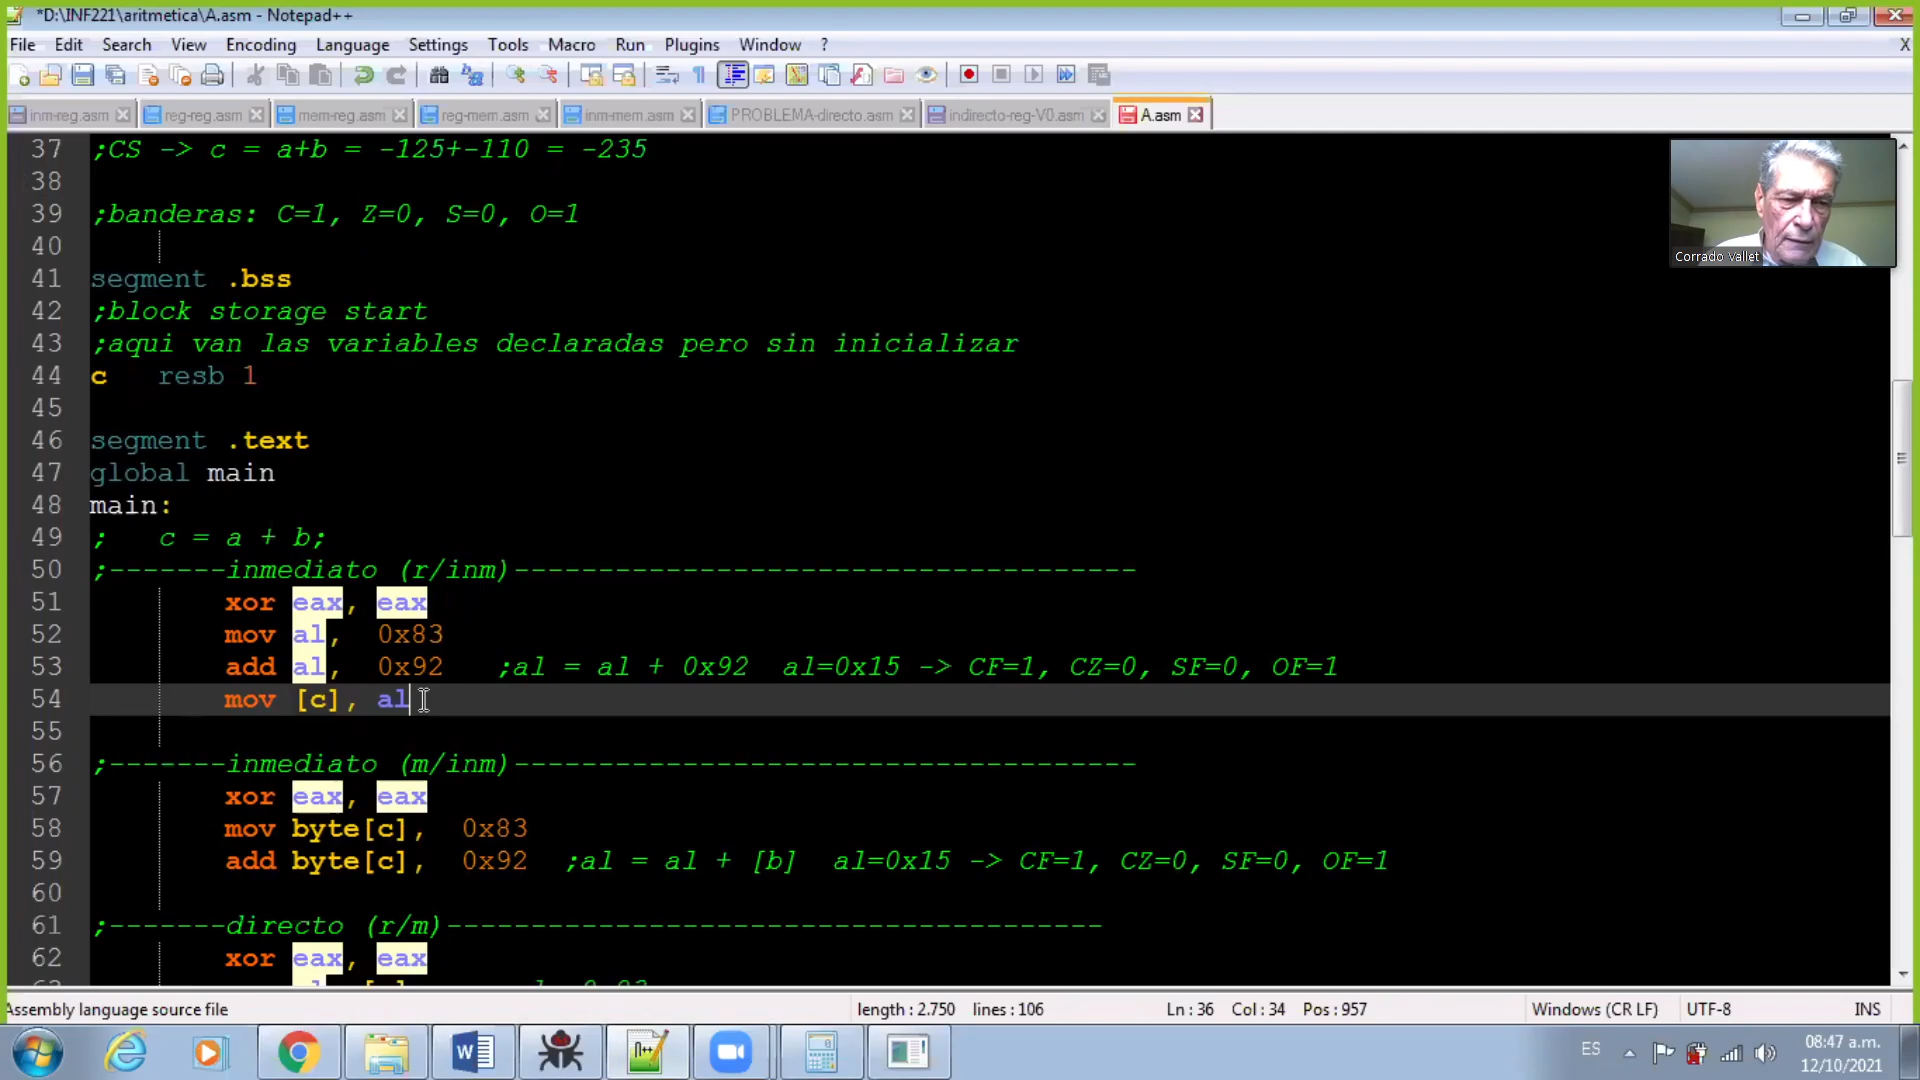 *D:\INF221\aritmetica\A.asm - Notepad++
File Edit Search View Encoding Language Settings Tools Macro Run Plugins Window ? X
inm-reg.asm reg-reg.asm mem-reg.asm reg-mem.asm inm-mem.asm PROBLEMA-directo.asm indirecto-reg-V0.asm A.asm
37 ;CS -> c = a+b = -125+-110 = -235
38
39 ;banderas: C=1, Z=0, S=0, O=1
40
41 segment .bss
42 ;block storage start
43 ;aqui van las variables declaradas pero sin inicializar
44 c resb 1
45
46 segment .text
47 global main
48 main:
49 ; c = a + b;
50 ;-------inmediato (r/inm)-------------------------------------
51 xor eax, eax
52 mov al, 0x83
53 add al, 0x92 ;al = al + 0x92 al=0x15 -> CF=1, CZ=0, SF=0, OF=1
54 mov [c], al
55
56 ;-------inmediato (m/inm)-------------------------------------
57 xor eax, eax
58 mov byte[c], 0x83
59 add byte[c], 0x92 ;al = al + [b] al=0x15 -> CF=1, CZ=0, SF=0, OF=1
60
61 ;-------directo (r/m)---------------------------------------
62 xor eax, eax
Corrado Vallet
Assembly language source file length : 2.750 lines : 106 Ln : 36 Col : 34 Pos : 957 Windows (CR LF) UTF-8 INS
ES 08:47 a.m.
12/10/2021